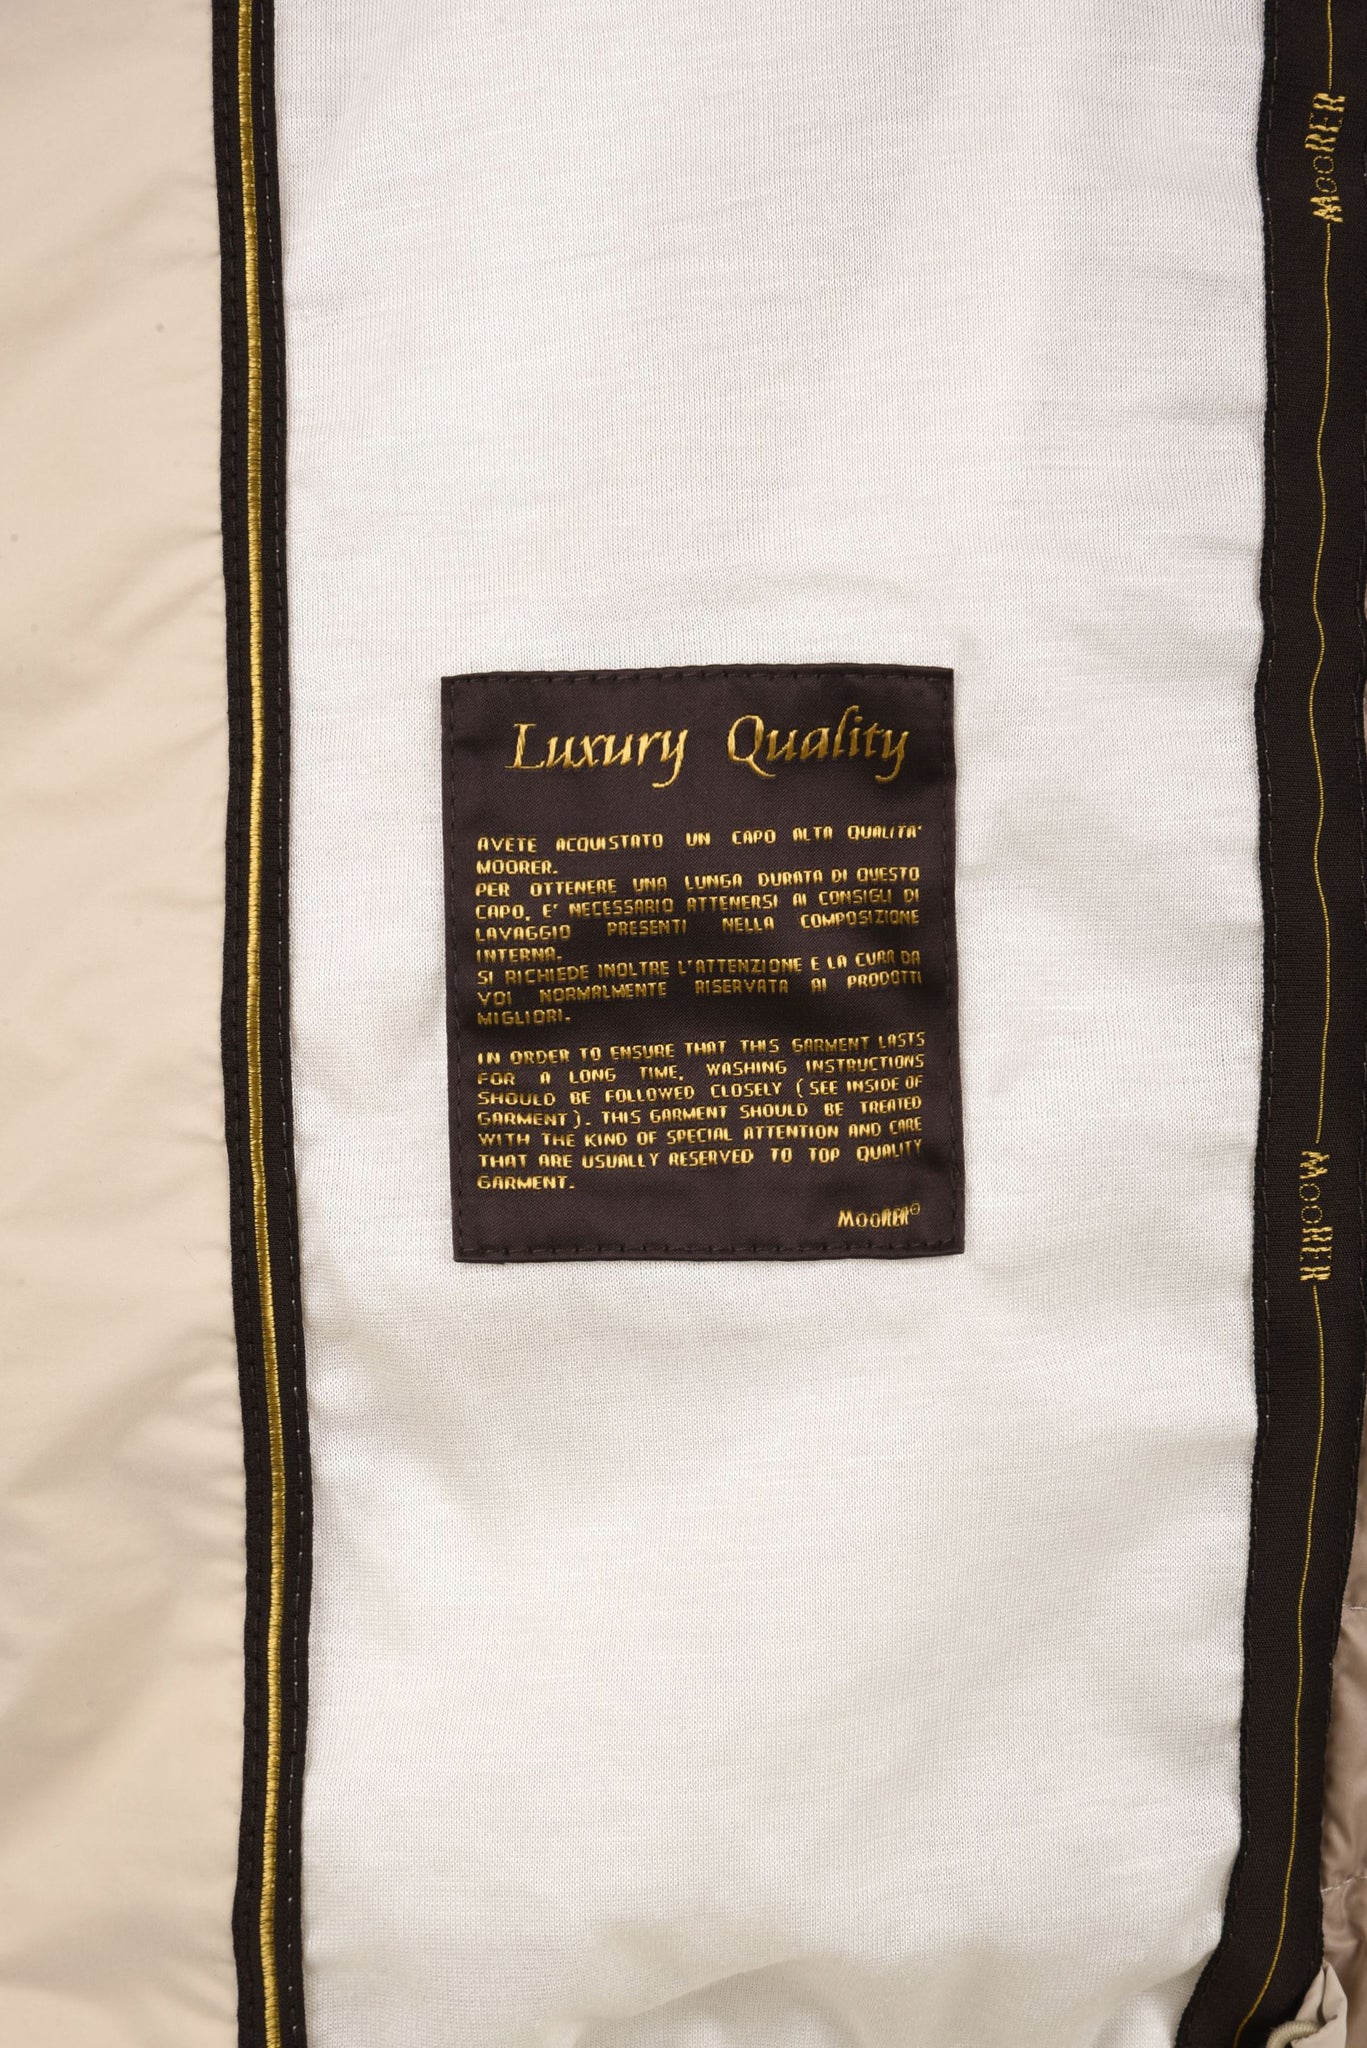 Luxury Quality
AVETE ACQUISTATO UN CAPO ALTA QUALITA'
MOORER.
PER OTTENERE UNA LUNGA DURATA DI QUESTO
CAPO, E' NECESSARIO ATTENERSI AI CONSIGLI DI
LAVAGGIO PRESENTI NELLA COMPOSIZIONE
INTERNA.
SI RICHIEDE INOLTRE L'ATTENZIONE E LA CURA DA
VOI NORMALMENTE RISERVATA AI PRODOTTI
MIGLIORI.
IN ORDER TO ENSURE THAT THIS GARMENT LASTS
FOR A LONG TIME, WASHING INSTRUCTIONS
SHOULD BE FOLLOWED CLOSELY (SEE INSIDE OF
GARMENT). THIS GARMENT SHOULD BE TREATED
WITH THE KIND OF SPECIAL ATTENTION AND CARE
THAT ARE USUALLY RESERVED TO TOP QUALITY
GARMENT.
MOORER®
MOORER
MOORER